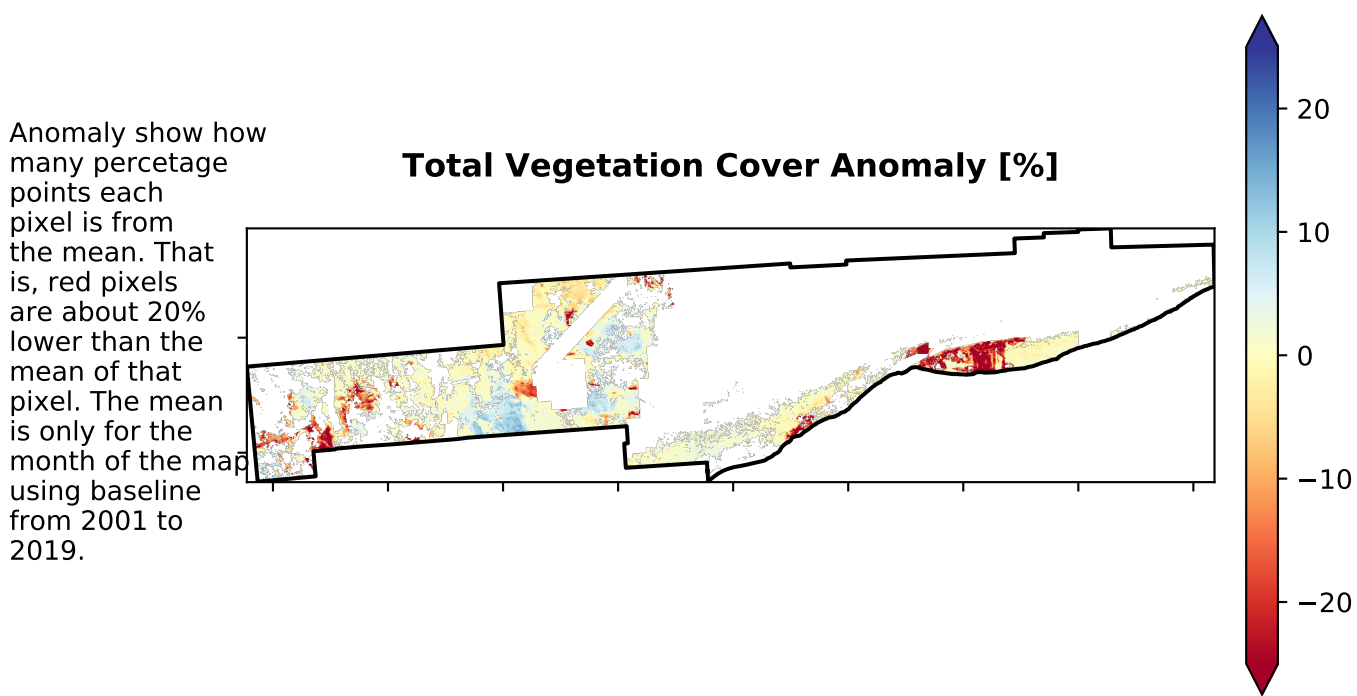 Anomaly show how
many percetage
points each
pixel is from
the mean. That
is, red pixels
are about 20%
lower than the
mean of that
pixel. The mean
is only for the
month of the map
using baseline
from 2001 to
2019.
Total Vegetation Cover Anomaly [%]
20
10
0
−10
−20